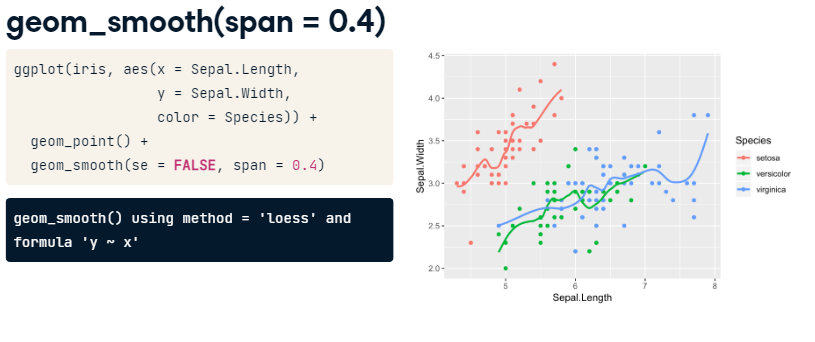 geom_smooth(span = 0.4)
ggplot(iris, aes(x = Sepal.Length,
y = Sepal.Width,
color = Species)) +
geom_point() +
geom_smooth(se = FALSE, span = 0.4)
geom_smooth() using method = 'loess' and
formula 'y ~ x'
4.5
4.0
3.5
3.0
2.5
2.0
Sepal.Width
5 6 7 8
Sepal.Length
Species
setosa
versicolor
virginica